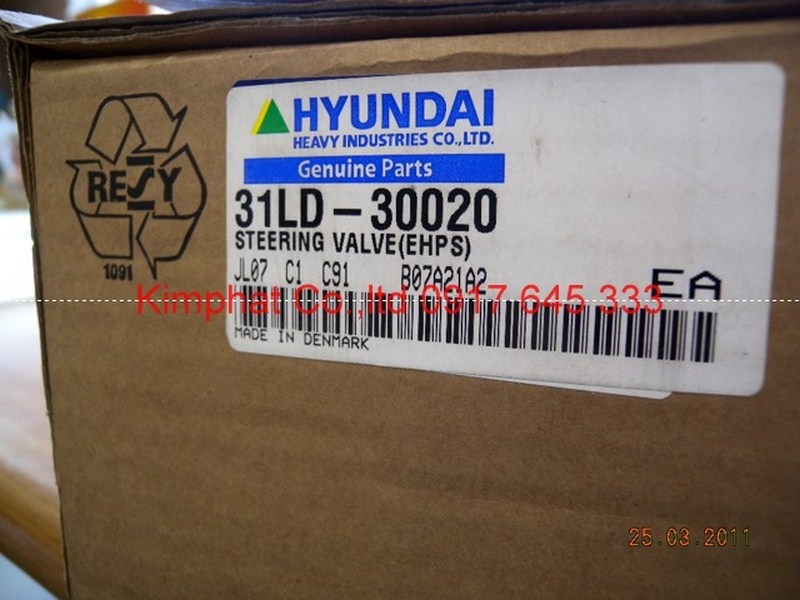 HYUNDAI
HEAVY INDUSTRIES CO.,LTD.
Genuine Parts
RESY
1091
31LD-30020
STEERING VALVE(EHPS)
JL07 C1 C91 B07A21A2
EA
Kimphat Co.,ltd 0917 645 333
MADE IN DENMARK
25.03.2011